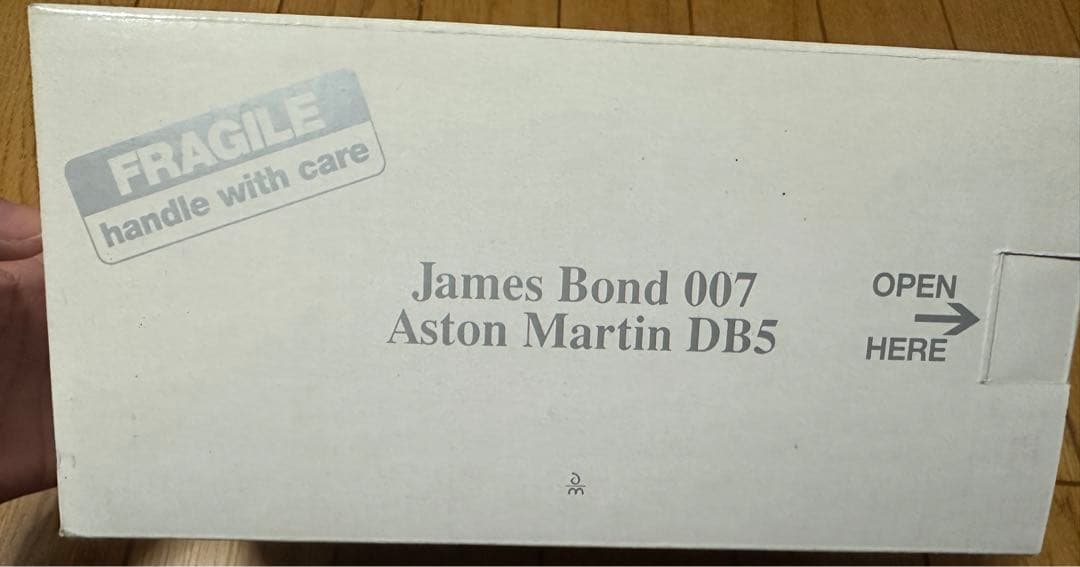 FRAGILE
handle with care
James Bond 007
Aston Martin DB5
OPEN
HERE